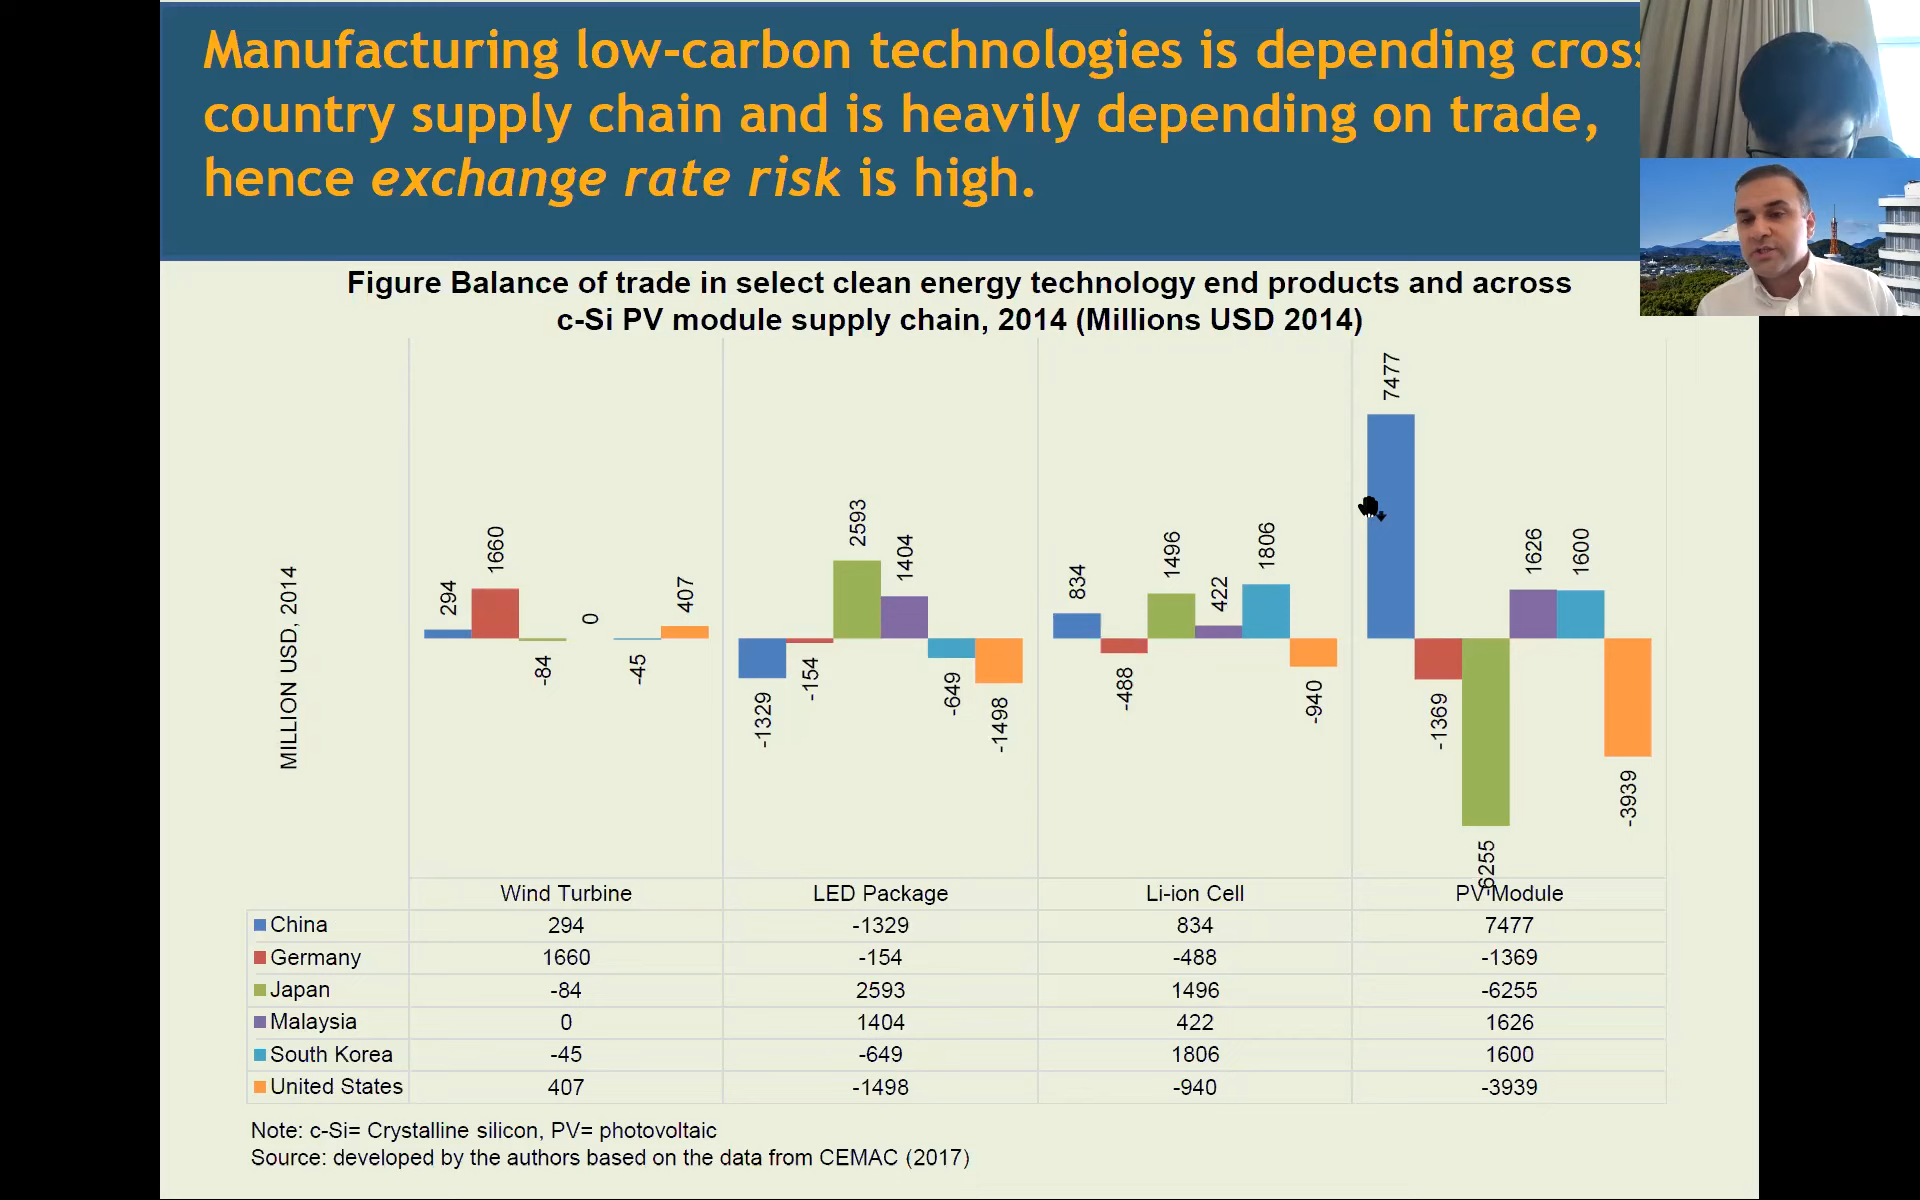 Manufacturing low-carbon technologies is depending cross
country supply chain and is heavily depending on trade,
hence exchange rate risk is high.
Figure Balance of trade in select clean energy technology end products and across
c-Si PV module supply chain, 2014 (Millions USD 2014)
MILLION USD, 2014
294
1660
-84
0
-45
407
-1329
-154
2593
1404
-649
-1498
834
-488
1496
422
1806
-940
7477
-1369
-6255
1626
1600
-3939
Wind Turbine LED Package Li-ion Cell PV Module
China 294 -1329 834 7477
Germany 1660 -154 -488 -1369
Japan -84 2593 1496 -6255
Malaysia 0 1404 422 1626
South Korea -45 -649 1806 1600
United States 407 -1498 -940 -3939
Note: c-Si= Crystalline silicon, PV= photovoltaic
Source: developed by the authors based on the data from CEMAC (2017)